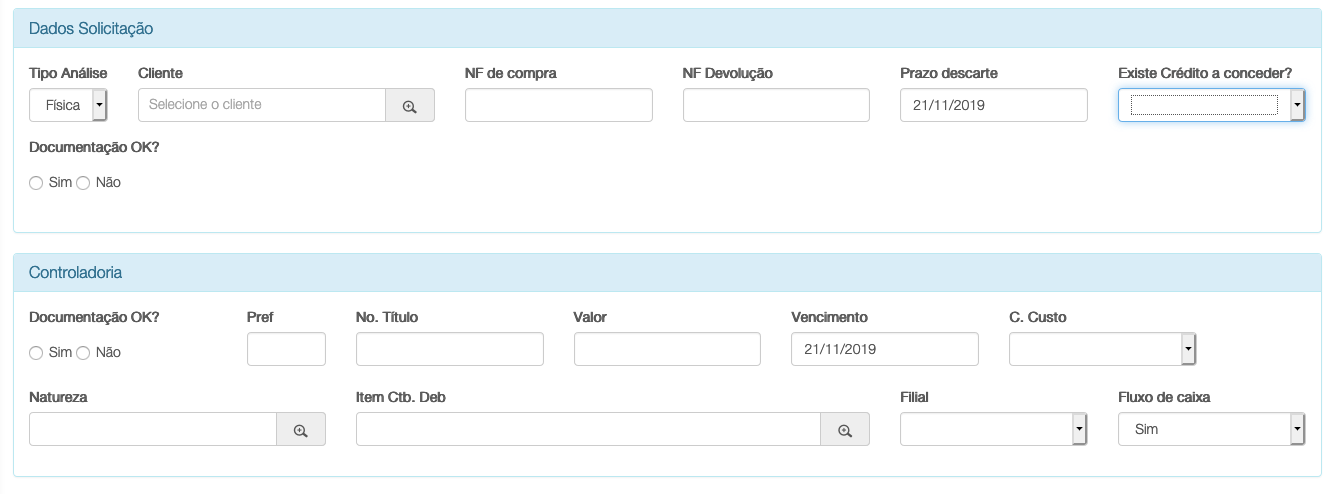 Dados Solicitação
Tipo Análise Cliente NF de compra NF Devolução Prazo descarte Existe Crédito a conceder?
Física Selecione o cliente 21/11/2019
Documentação OK?
Sim Não
Controladoria
Documentação OK? Pref No. Título Valor Vencimento C. Custo
Sim Não 21/11/2019
Natureza Item Ctb. Deb Filial Fluxo de caixa
Sim